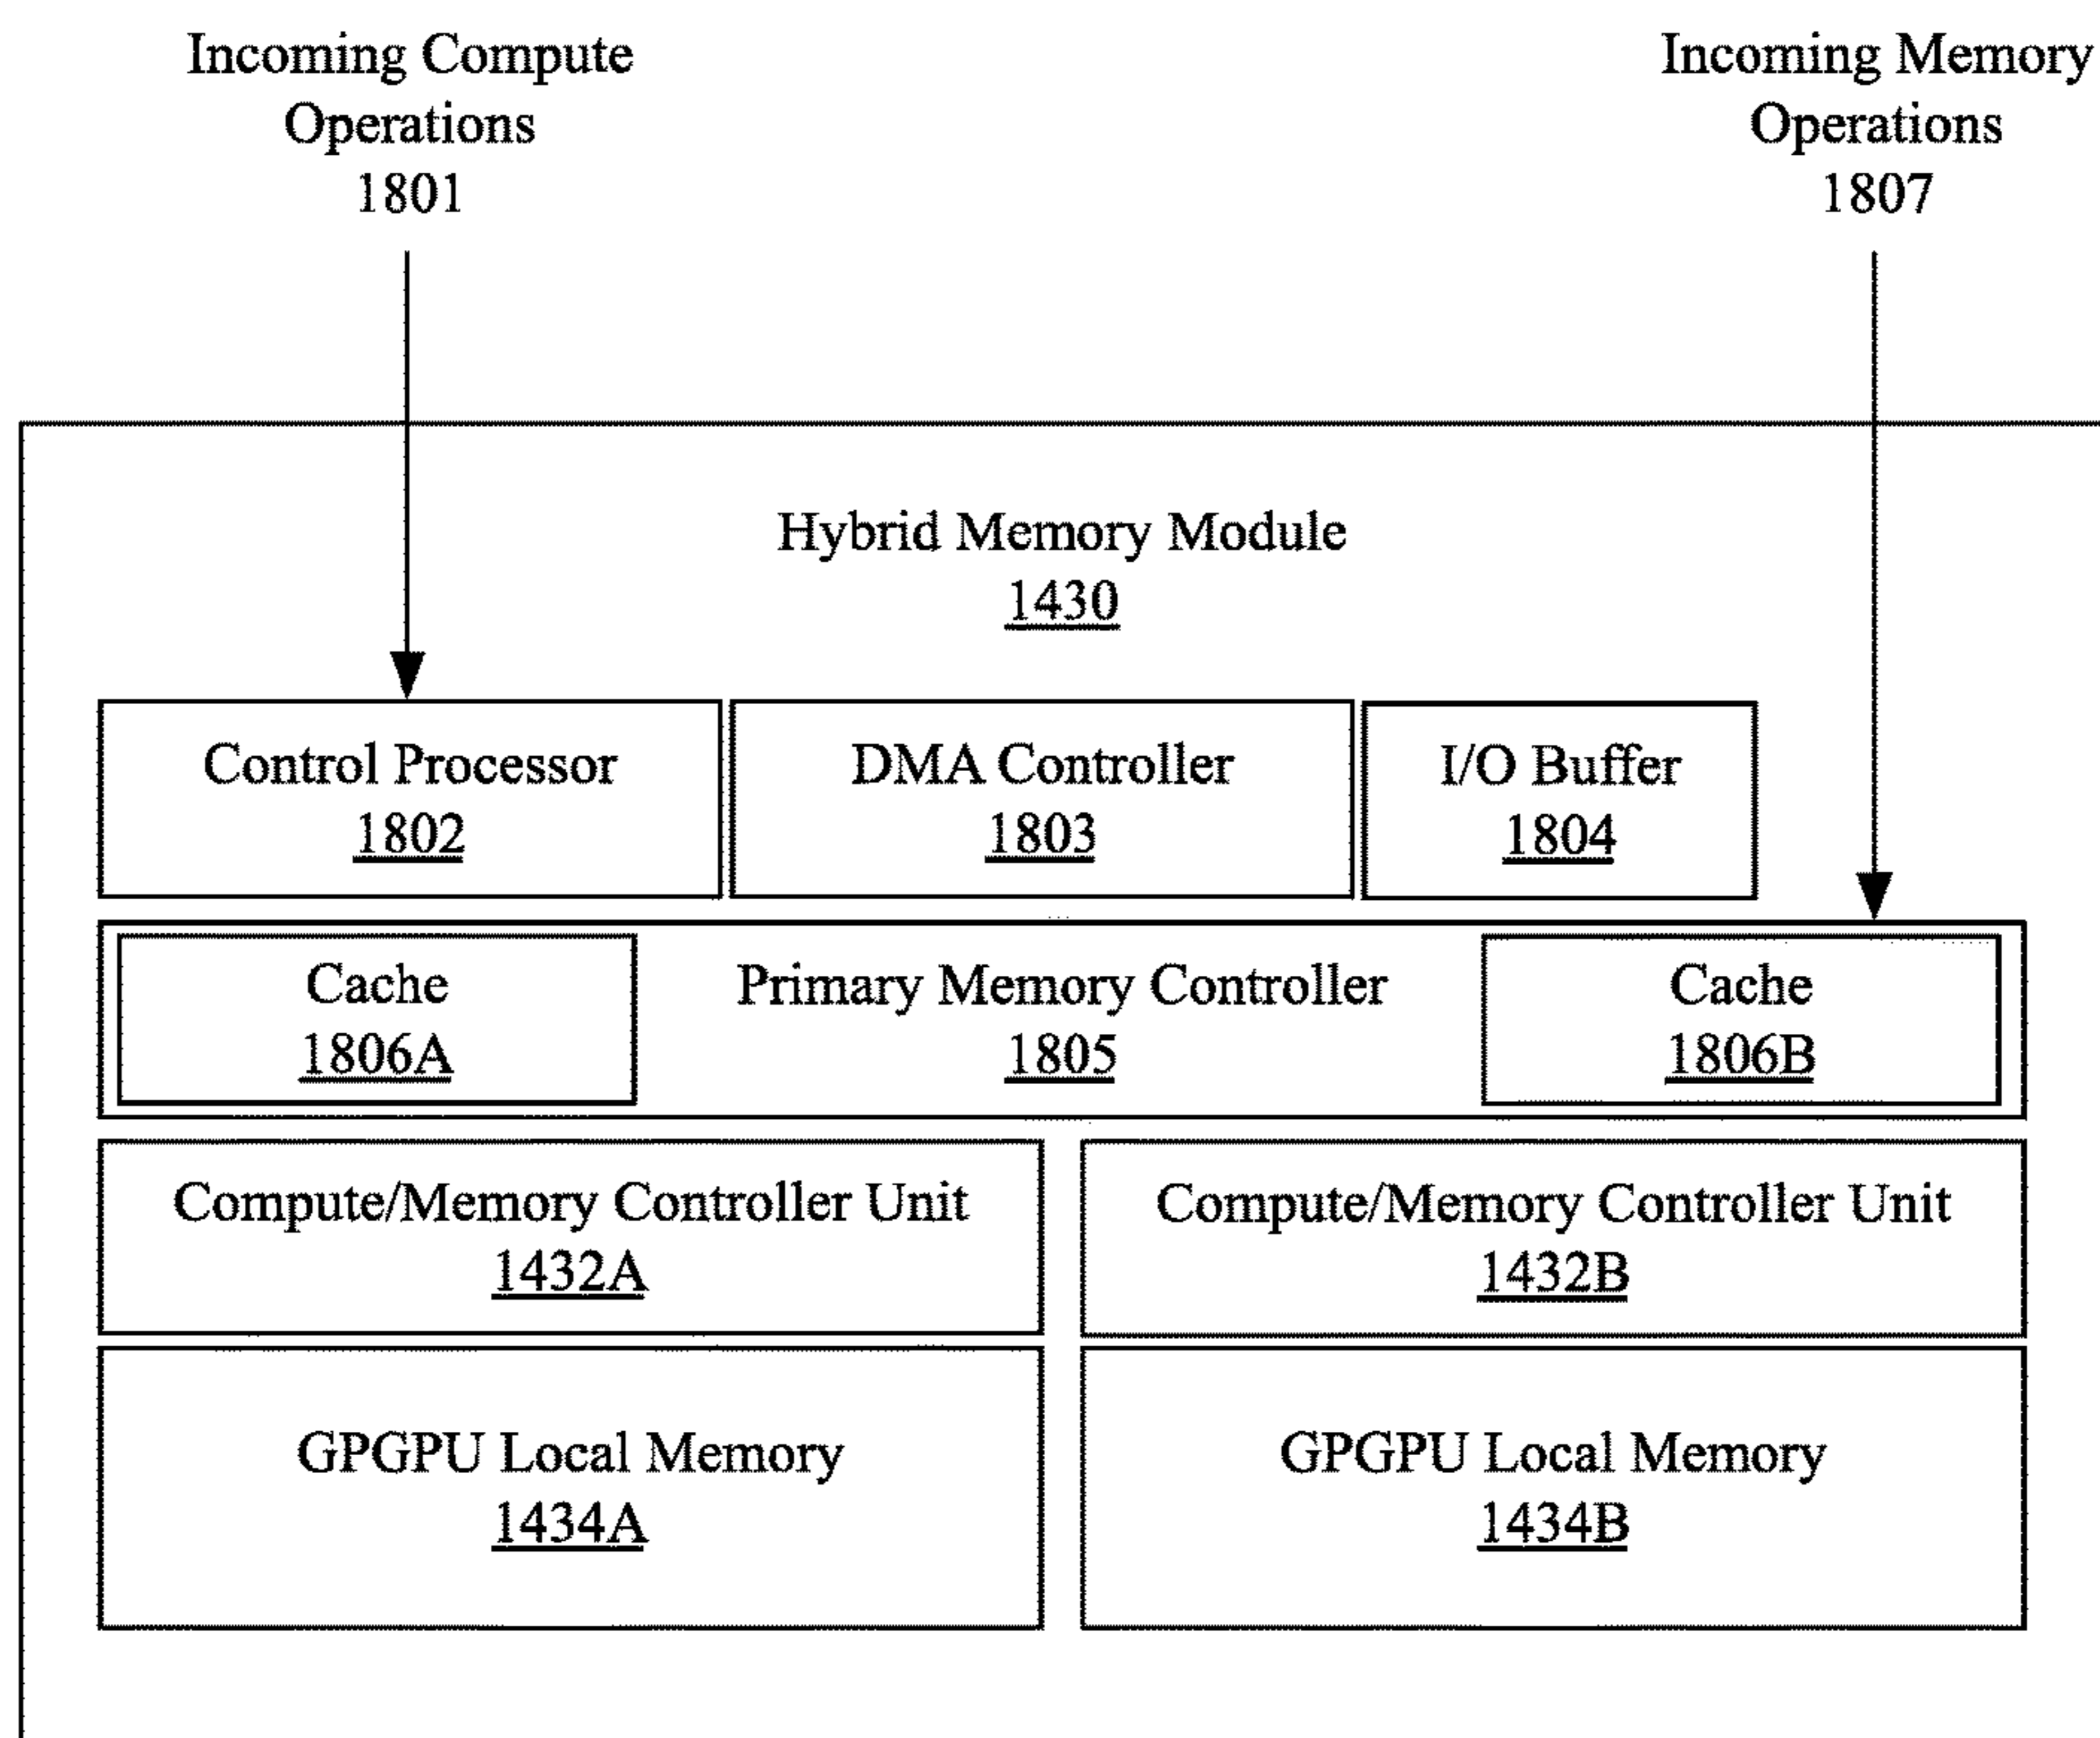 Incoming Compute
Operations
1801
Incoming Memory
Operations
1807
Hybrid Memory Module
1430
Control Processor
1802
DMA Controller
1803
I/O Buffer
1804
Cache
1806A
Primary Memory Controller
1805
Cache
1806B
Compute/Memory Controller Unit
1432A
Compute/Memory Controller Unit
1432B
GPGPU Local Memory
1434A
GPGPU Local Memory
1434B